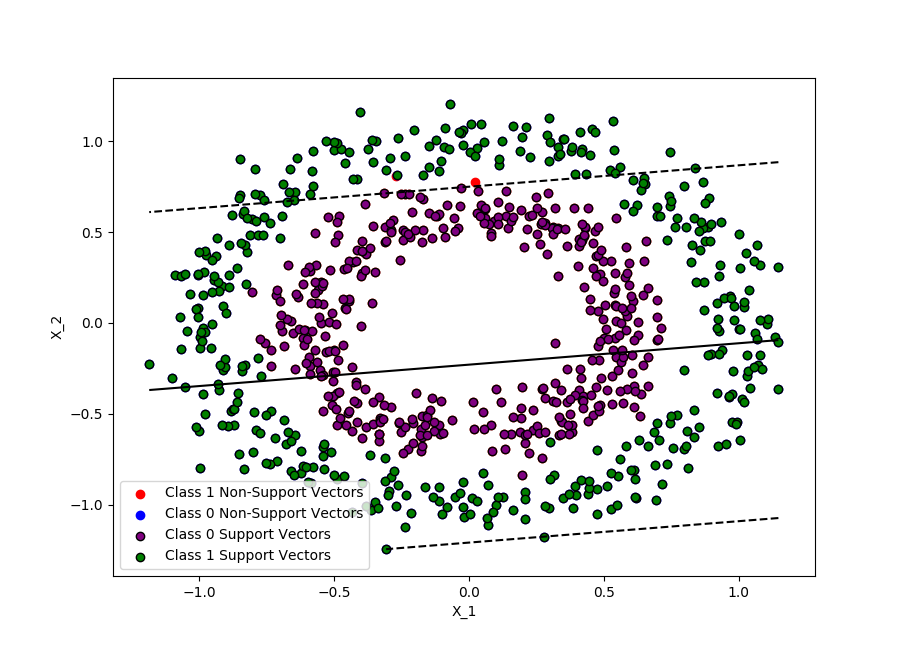 1.0
0.5
0.0
−0.5
−1.0
X_2
Class 1 Non-Support Vectors
Class 0 Non-Support Vectors
Class 0 Support Vectors
Class 1 Support Vectors
−1.0 −0.5 0.0 0.5 1.0
X_1